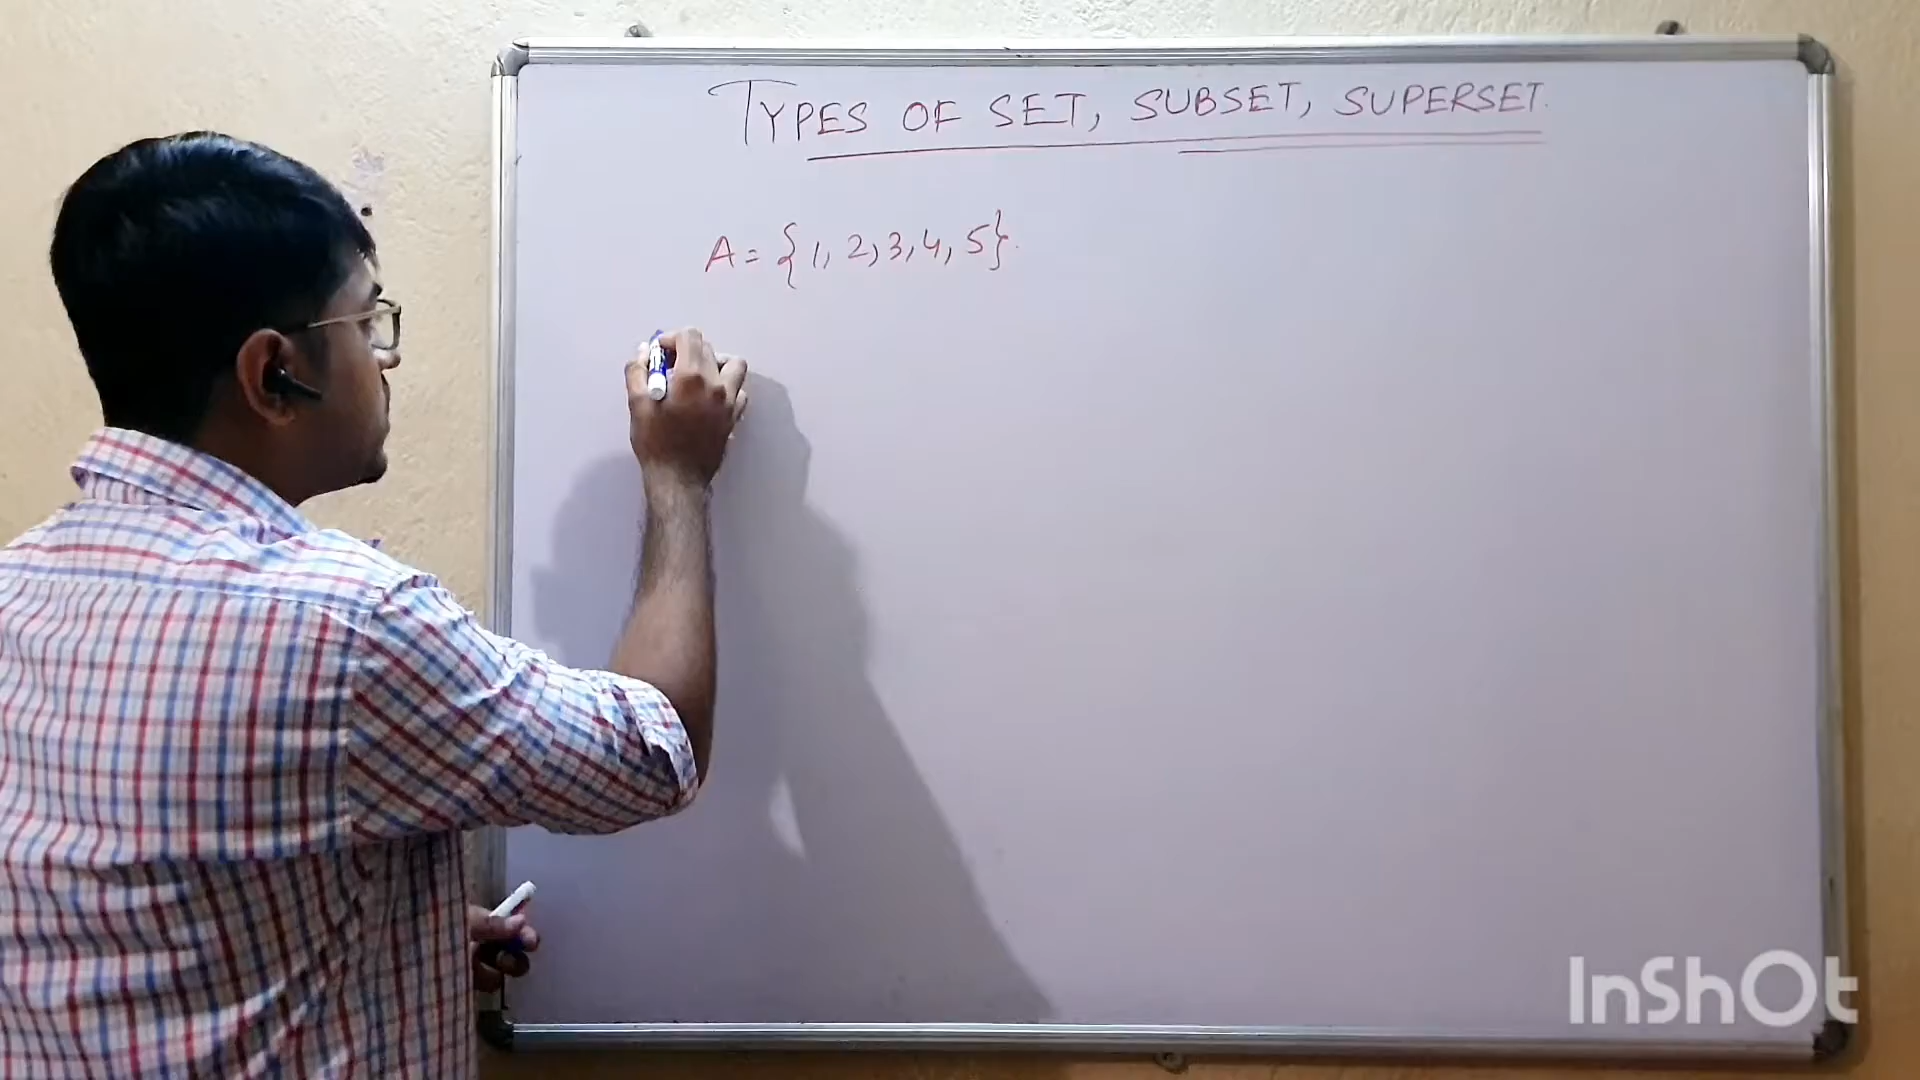 TYPES OF SET, SUBSET, SUPERSET.
A = {1, 2, 3, 4, 5}.
InShOt